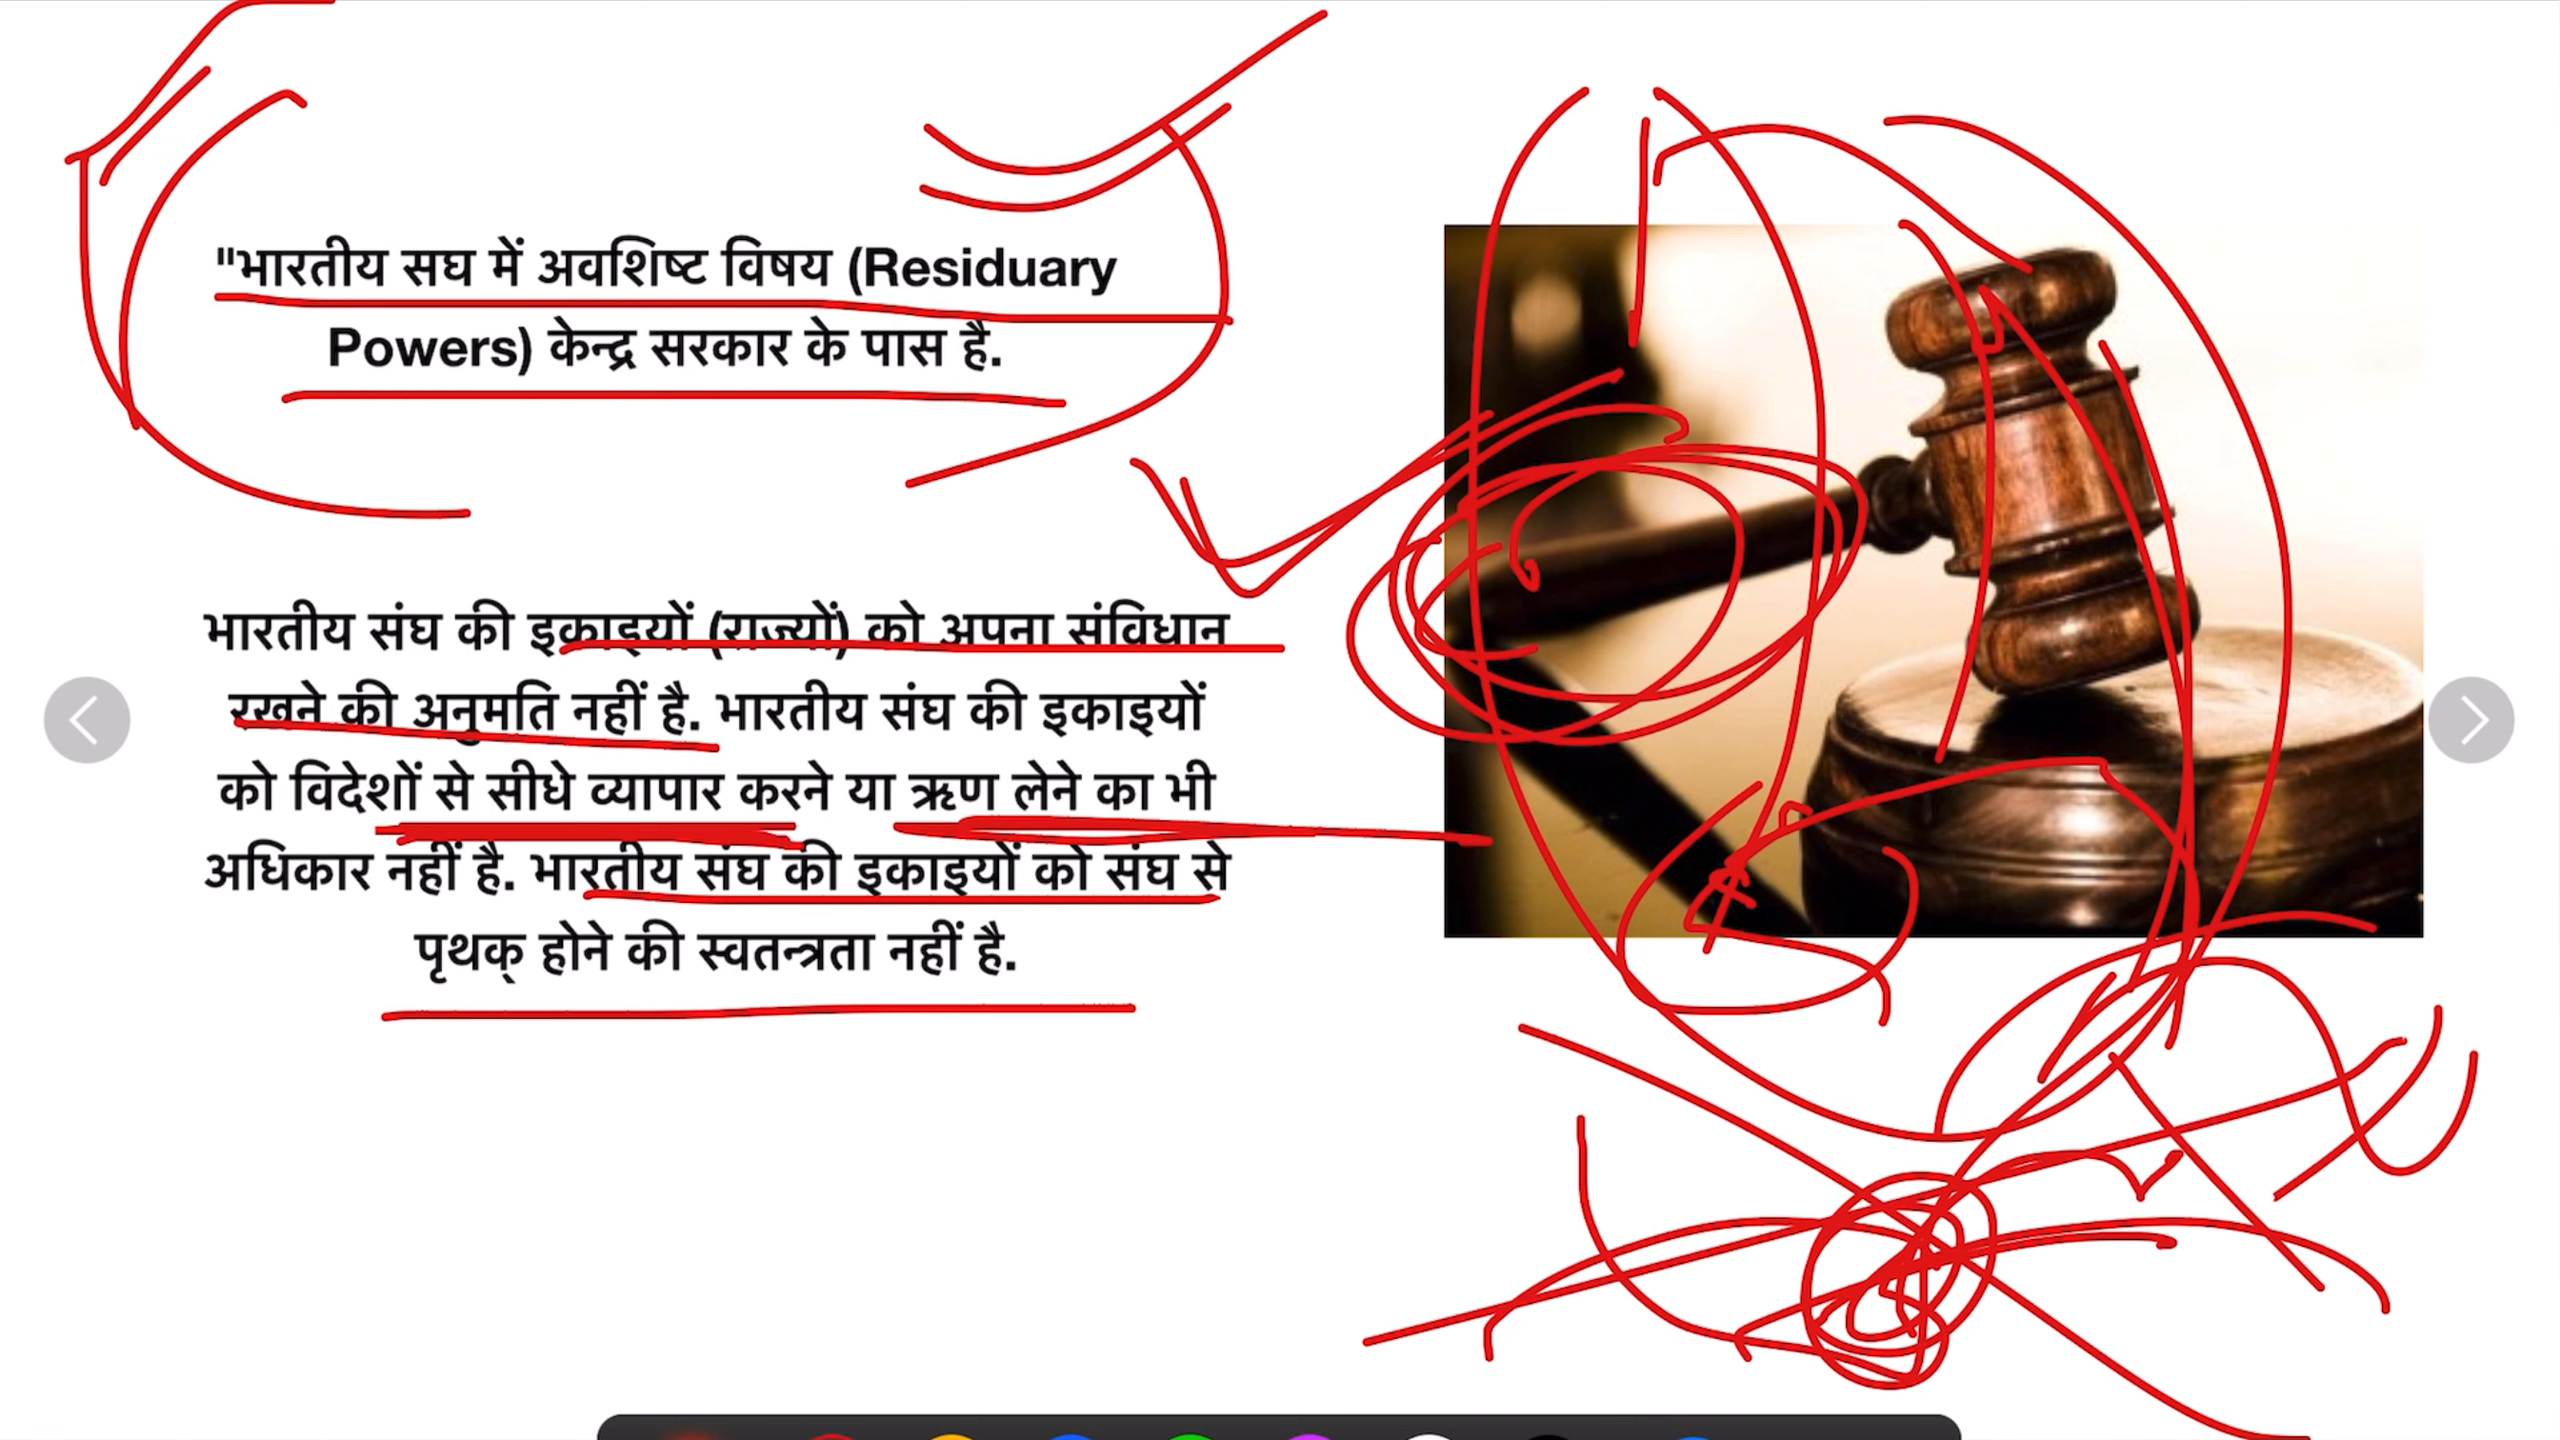 "भारतीय सघ में अवशिष्ट विषय (Residuary
Powers) केन्द्र सरकार के पास है.
भारतीय संघ की इकाइयों (राज्यों) को अपना संविधान
रखने की अनुमति नहीं है. भारतीय संघ की इकाइयों
को विदेशों से सीधे व्यापार करने या ऋण लेने का भी
अधिकार नहीं है. भारतीय संघ की इकाइयों को संघ से
पृथक् होने की स्वतन्त्रता नहीं है.